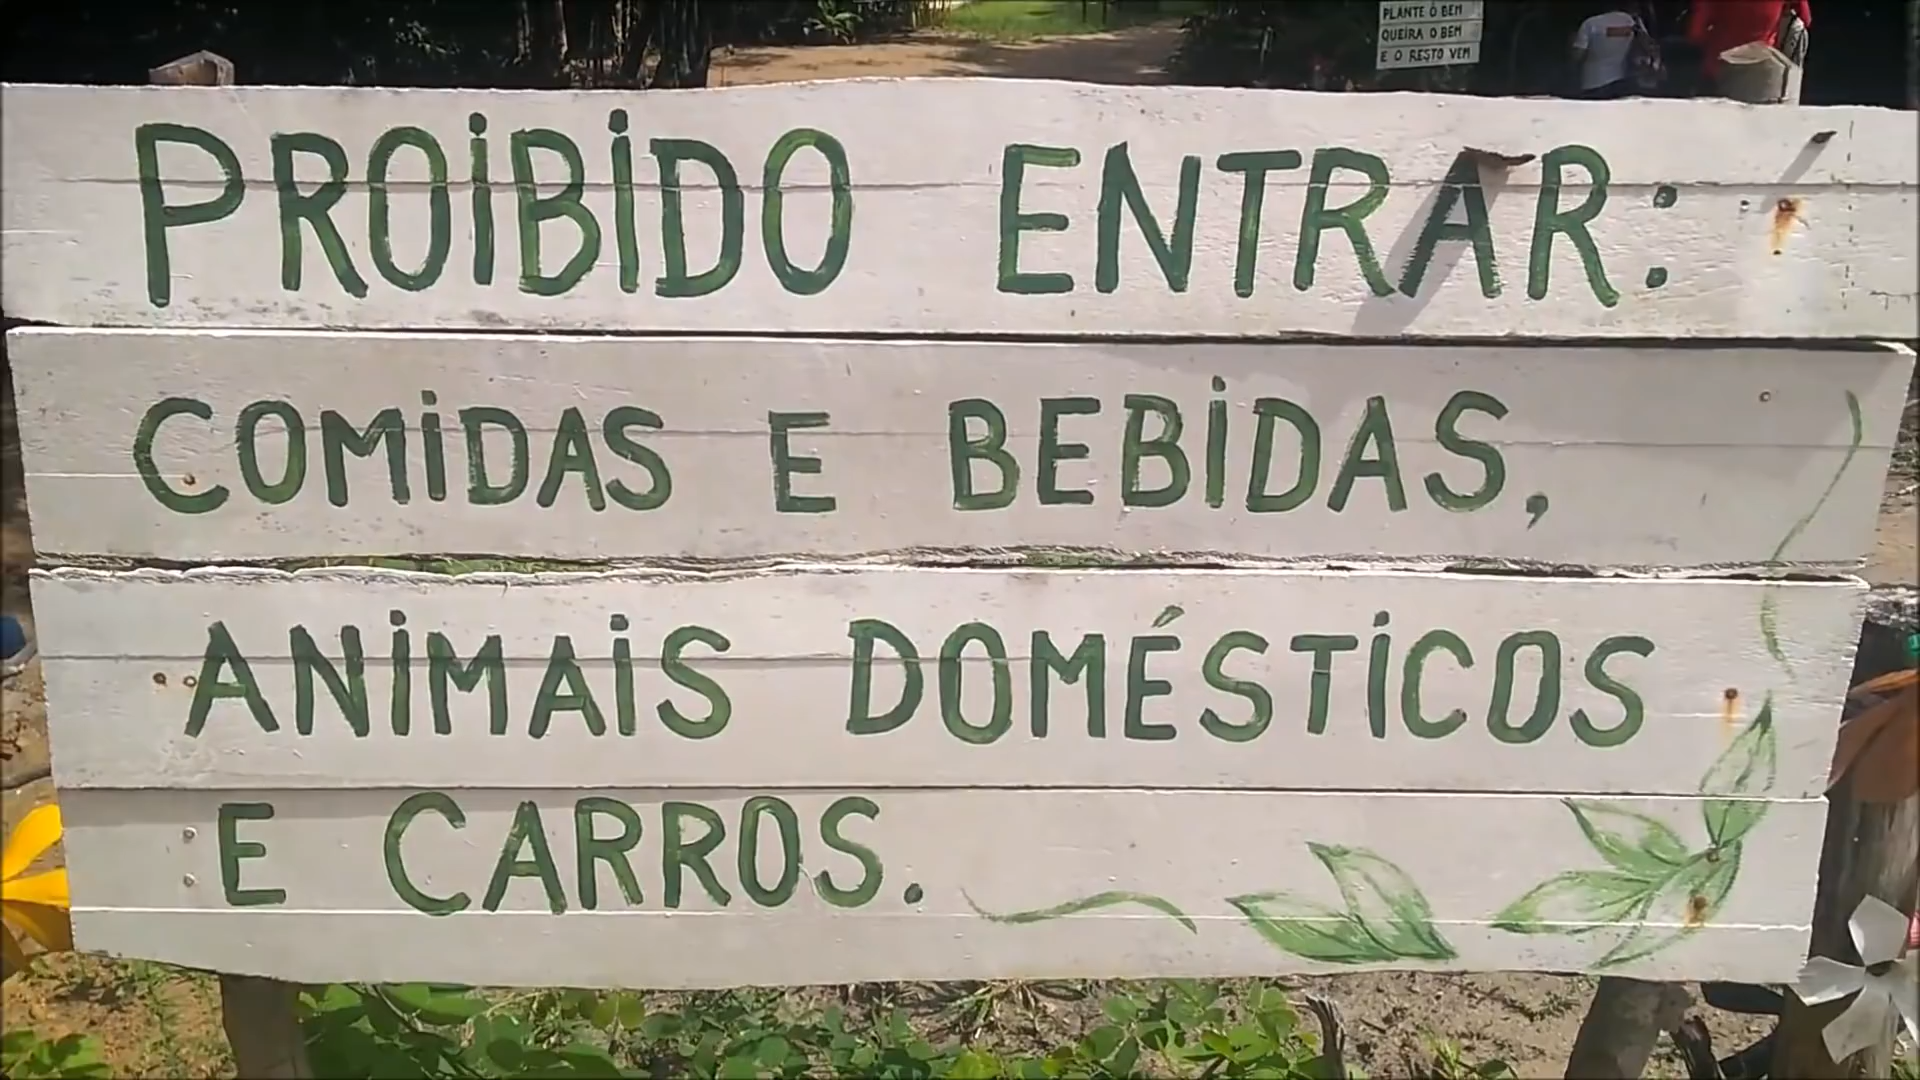 PLANTE O BEM
QUEIRA O BEM
E O RESTO VEM
PROIBIDO ENTRAR:
COMIDAS E BEBIDAS,
ANIMAIS DOMÉSTICOS
E CARROS.